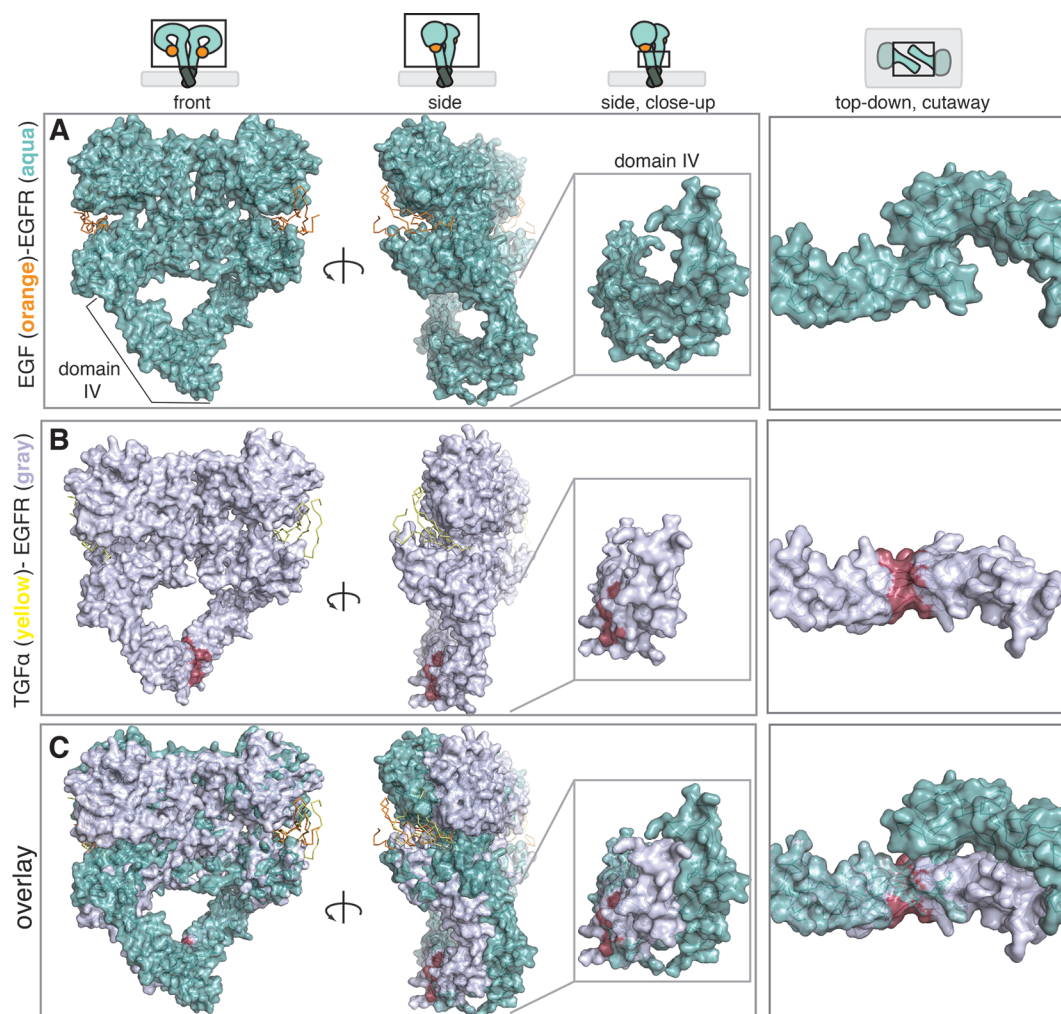 front
side
side, close-up
top-down, cutaway
A
EGF (orange)-EGFR (aqua)
domain
IV
domain IV
B
TGFα (yellow)- EGFR (gray)
C
overlay